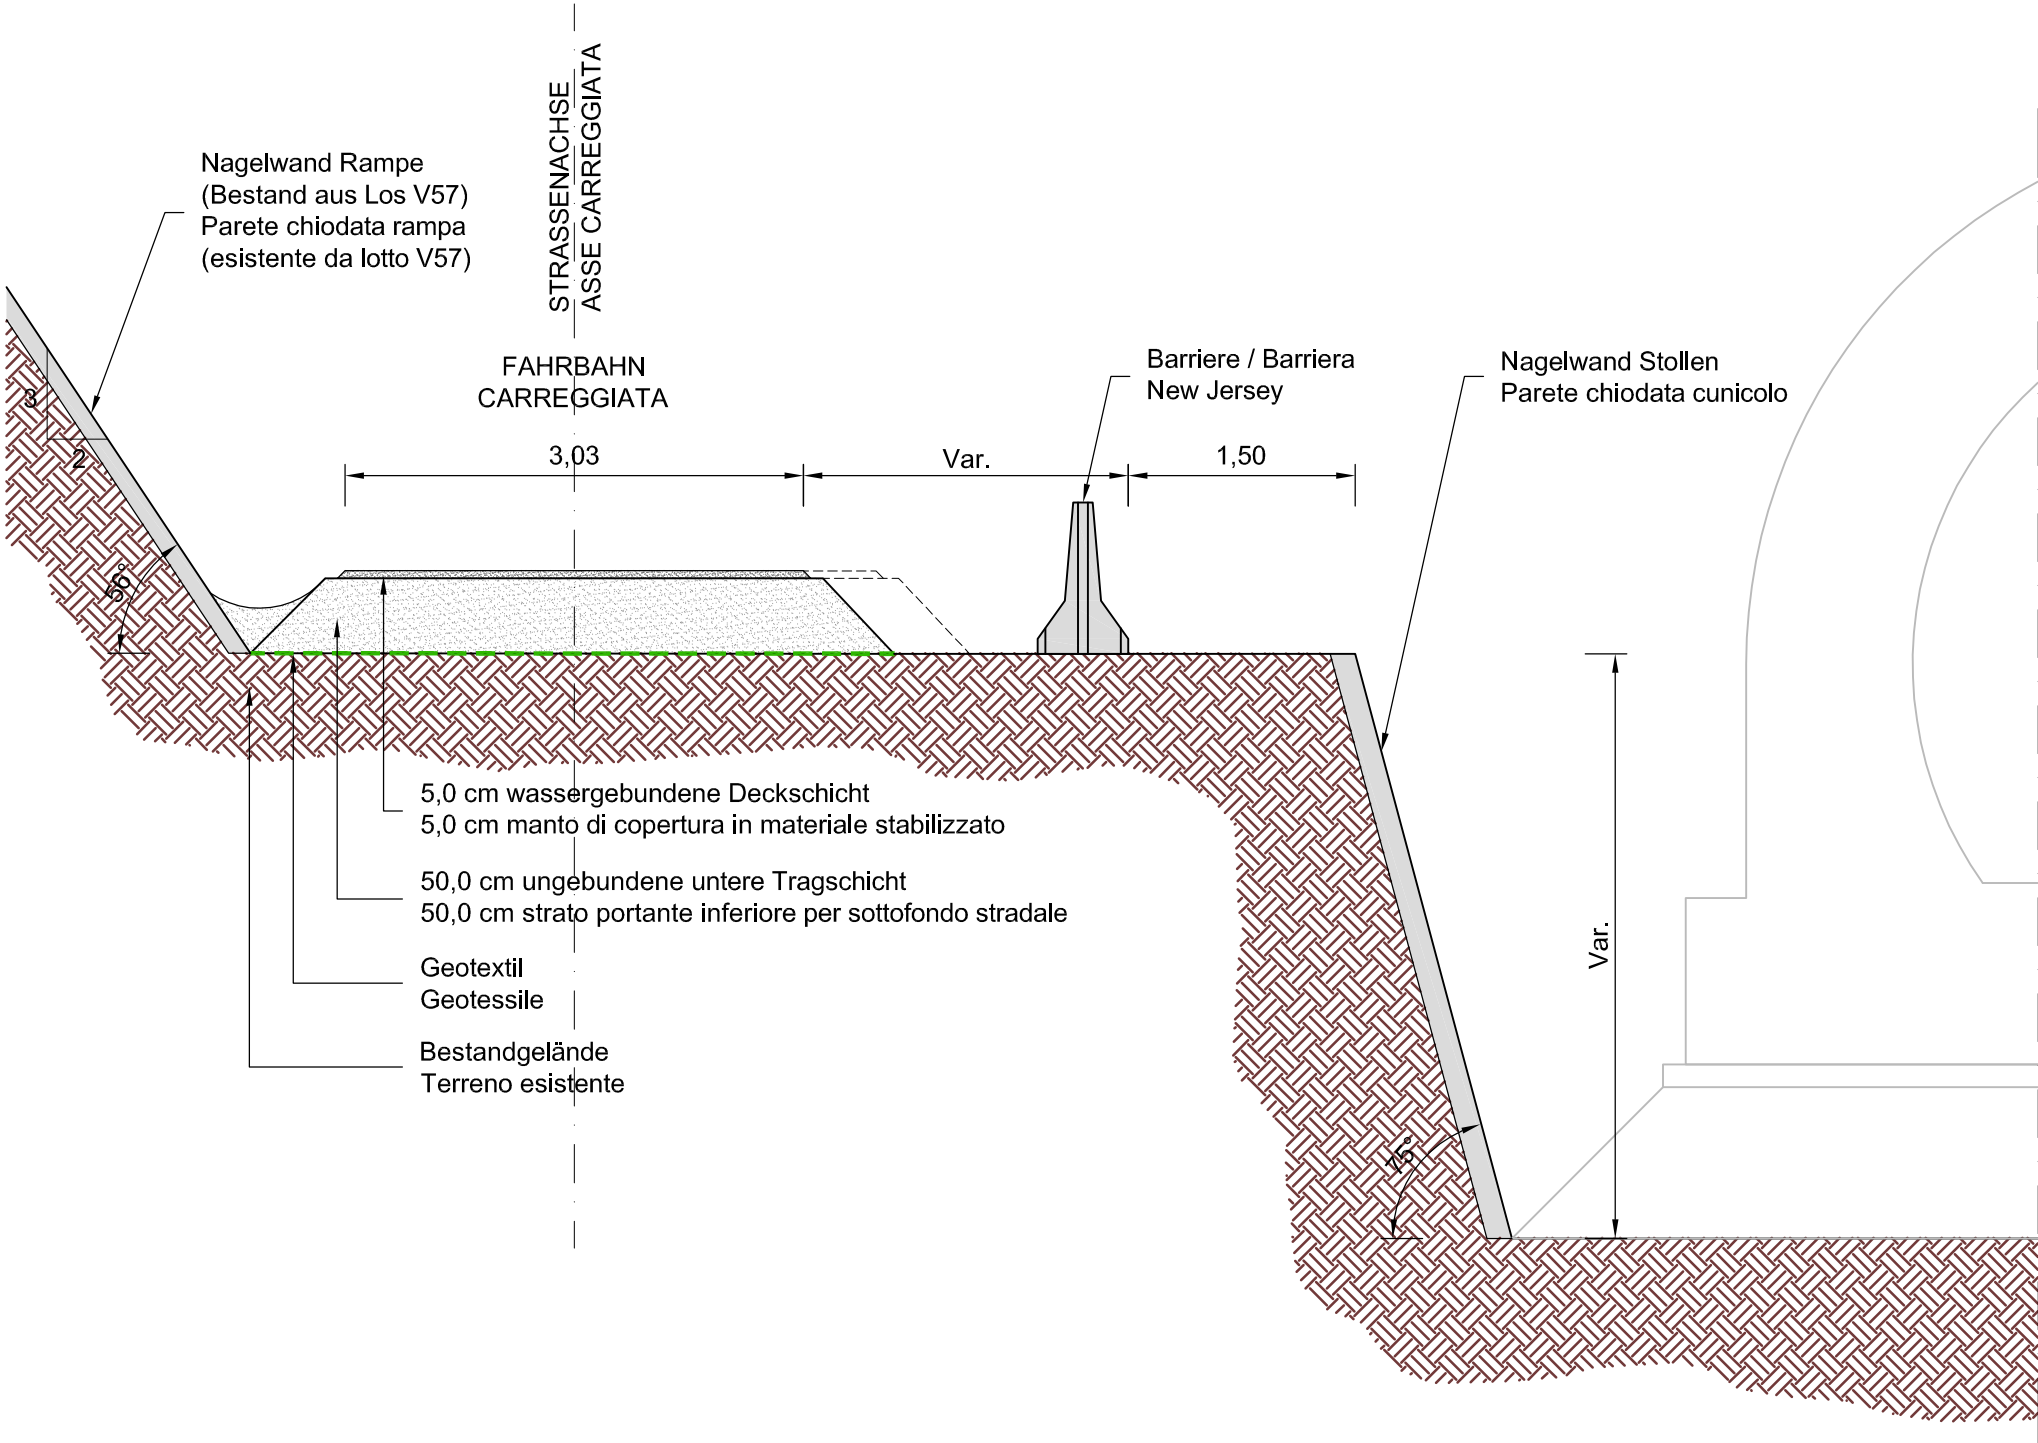 STRASSENACHSE
ASSE CARREGGIATA
Nagelwand Rampe
(Bestand aus Los V57)
Parete chiodata rampa
(esistente da lotto V57)
FAHRBAHN
CARREGGIATA
Barriere / Barriera
New Jersey
Nagelwand Stollen
Parete chiodata cunicolo
3
2
3,03
Var.
1,50
56°
5,0 cm wassergebundene Deckschicht
5,0 cm manto di copertura in materiale stabilizzato
50,0 cm ungebundene untere Tragschicht
50,0 cm strato portante inferiore per sottofondo stradale
Var.
Geotextil
Geotessile
Bestandgelände
Terreno esistente
75°